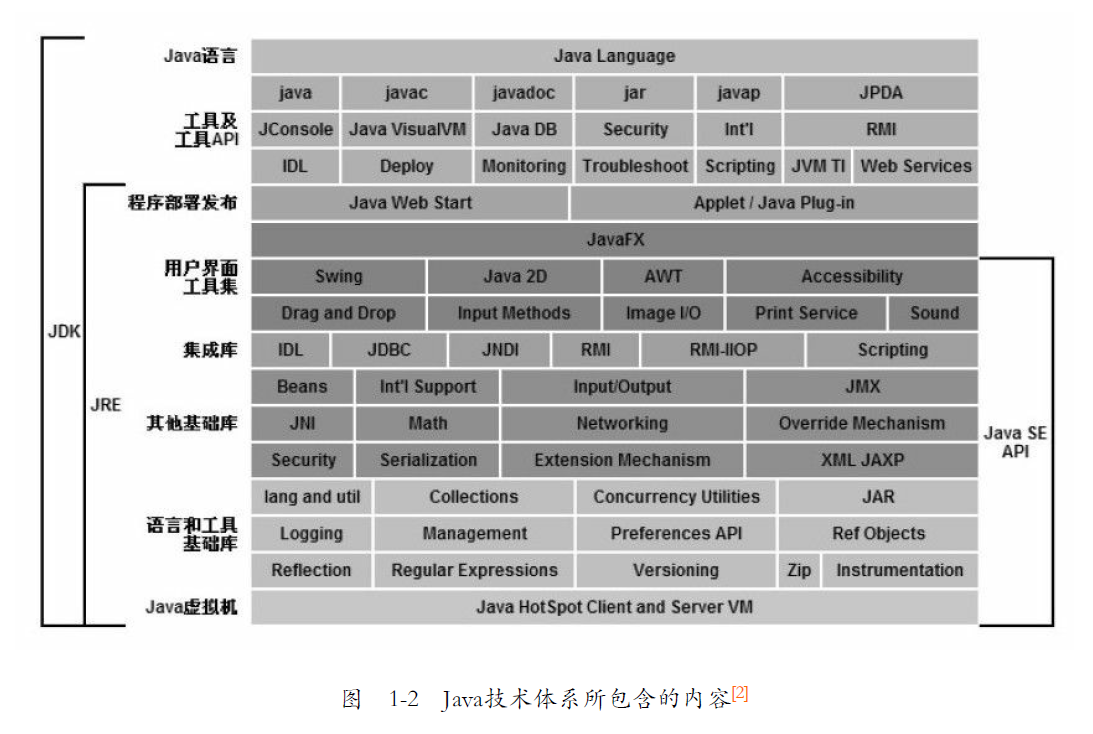 Java语言
Java Language
工具及
工具API
java javac javadoc jar javap JPDA
JConsole Java VisualVM Java DB Security Int'l RMI
IDL Deploy Monitoring Troubleshoot Scripting JVM TI Web Services
程序部署发布
Java Web Start Applet / Java Plug-in
用户界面
工具集
JavaFX
Swing Java 2D AWT Accessibility
Drag and Drop Input Methods Image I/O Print Service Sound
集成库
IDL JDBC JNDI RMI RMI-IIOP Scripting
其他基础库
Beans Int'l Support Input/Output JMX
JNI Math Networking Override Mechanism
Security Serialization Extension Mechanism XML JAXP
语言和工具
基础库
lang and util Collections Concurrency Utilities JAR
Logging Management Preferences API Ref Objects
Reflection Regular Expressions Versioning Zip Instrumentation
Java虚拟机
Java HotSpot Client and Server VM
JDK
JRE
Java SE
API
图 1-2 Java技术体系所包含的内容[2]